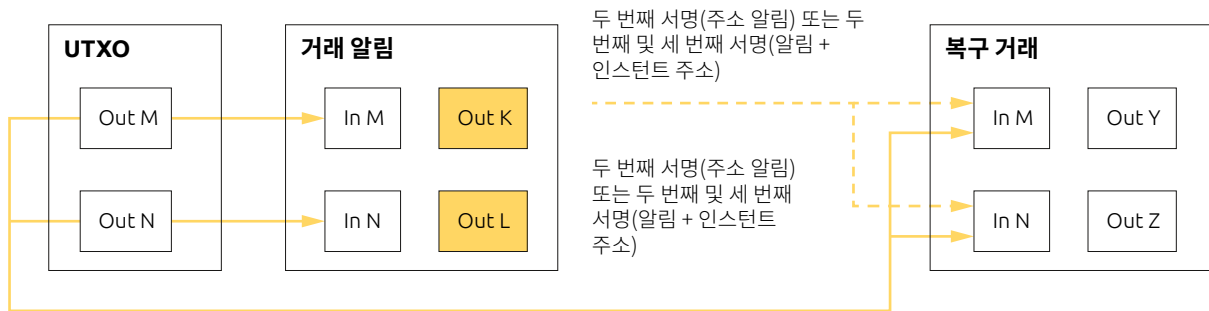 UTXO
Out M
Out N
거래 알림
In M
Out K
In N
Out L
두 번째 서명(주소 알림) 또는 두
번째 및 세 번째 서명(알림 +
인스턴트 주소)
두 번째 서명(주소 알림)
또는 두 번째 및 세 번째
서명(알림 + 인스턴트
주소)
복구 거래
In M
Out Y
In N
Out Z